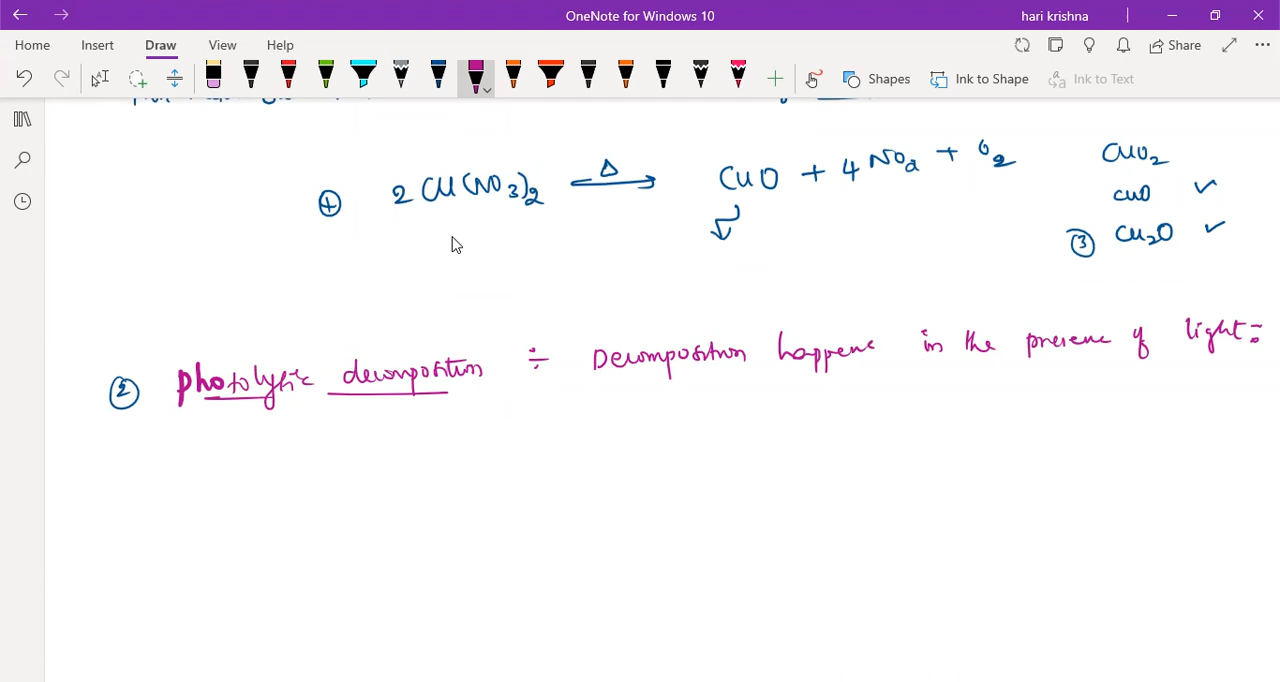 OneNote for Windows 10
hari krishna
Home Insert Draw View Help
Share
Shapes Ink to Shape Ink to Text
④ 2 Cu(NO3)2 Δ→ CuO + 4 NO2 + O2
CuO2
CuO ✓
③ Cu2O ✓
② photolytic decomposition ÷ Decomposition happens in the presence of light: